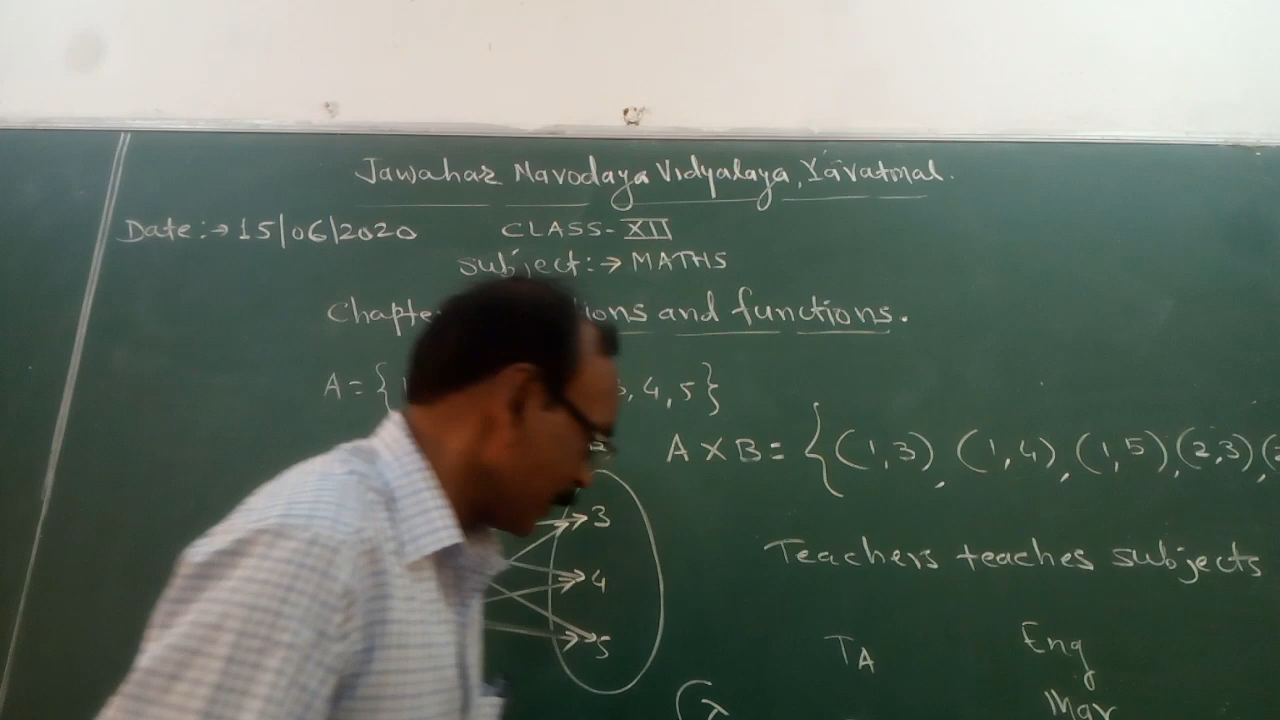 Jawahar Navodaya Vidyalaya, Yavatmal.
Date:→ 15/06/2020 CLASS- XII
subject:→ MATHS
Chapte ions and functions.
A = { , 4, 5}
A X B = { (1,3), (1,4), (1,5), (2,3), (2
3
4
5
Teachers teaches subjects
TA Eng
Mar